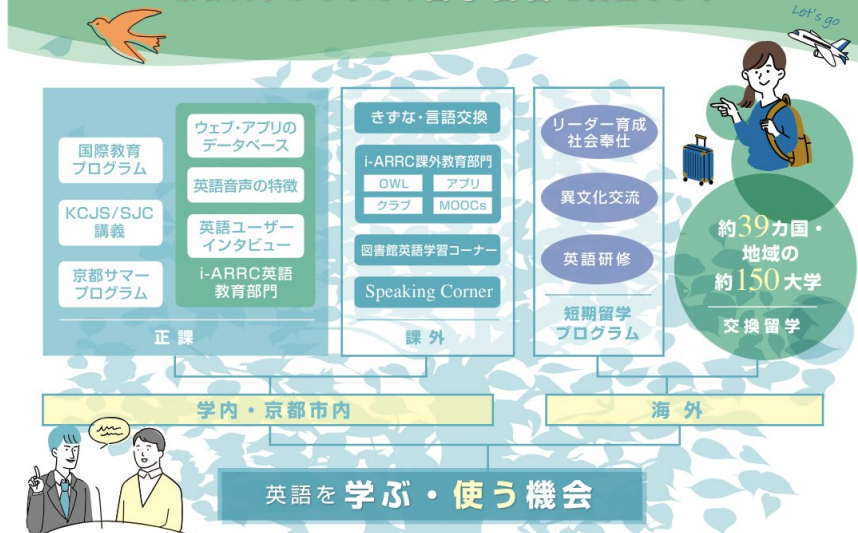 Let's go
国際教育
プログラム
KCJS/SJC
講義
京都サマー
プログラム
ウェブ・アプリの
データベース
英語音声の特徴
英語ユーザー
インタビュー
i-ARRC英語
教育部門
正課
きずな・言語交換
i-ARRC課外教育部門
OWL
アプリ
クラブ
MOOCs
図書館英語学習コーナー
Speaking Corner
課外
リーダー育成
社会奉仕
異文化交流
英語研修
短期留学
プログラム
約39カ国・
地域の
約150大学
交換留学
学内・京都市内
海外
英語を学ぶ・使う機会